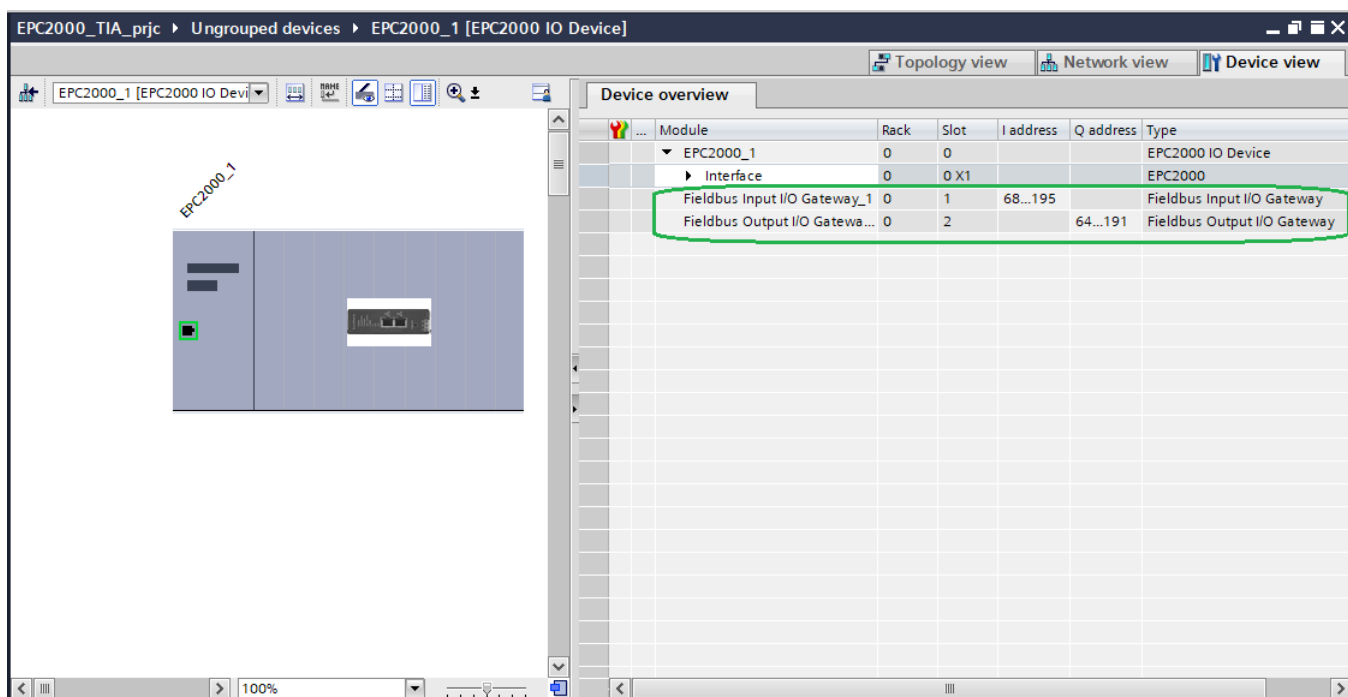 EPC2000_TIA_prjc ▸ Ungrouped devices ▸ EPC2000_1 [EPC2000 IO Device]
Topology view Network view Device view
EPC2000_1 [EPC2000 IO Devi
Device overview
... Module Rack Slot I address Q address Type
EPC2000_1 0 0 EPC2000 IO Device
Interface 0 0 X1 EPC2000
Fieldbus Input I/O Gateway_1 0 1 68...195 Fieldbus Input I/O Gateway
Fieldbus Output I/O Gatewa... 0 2 64...191 Fieldbus Output I/O Gateway
EPC2000_1
100%